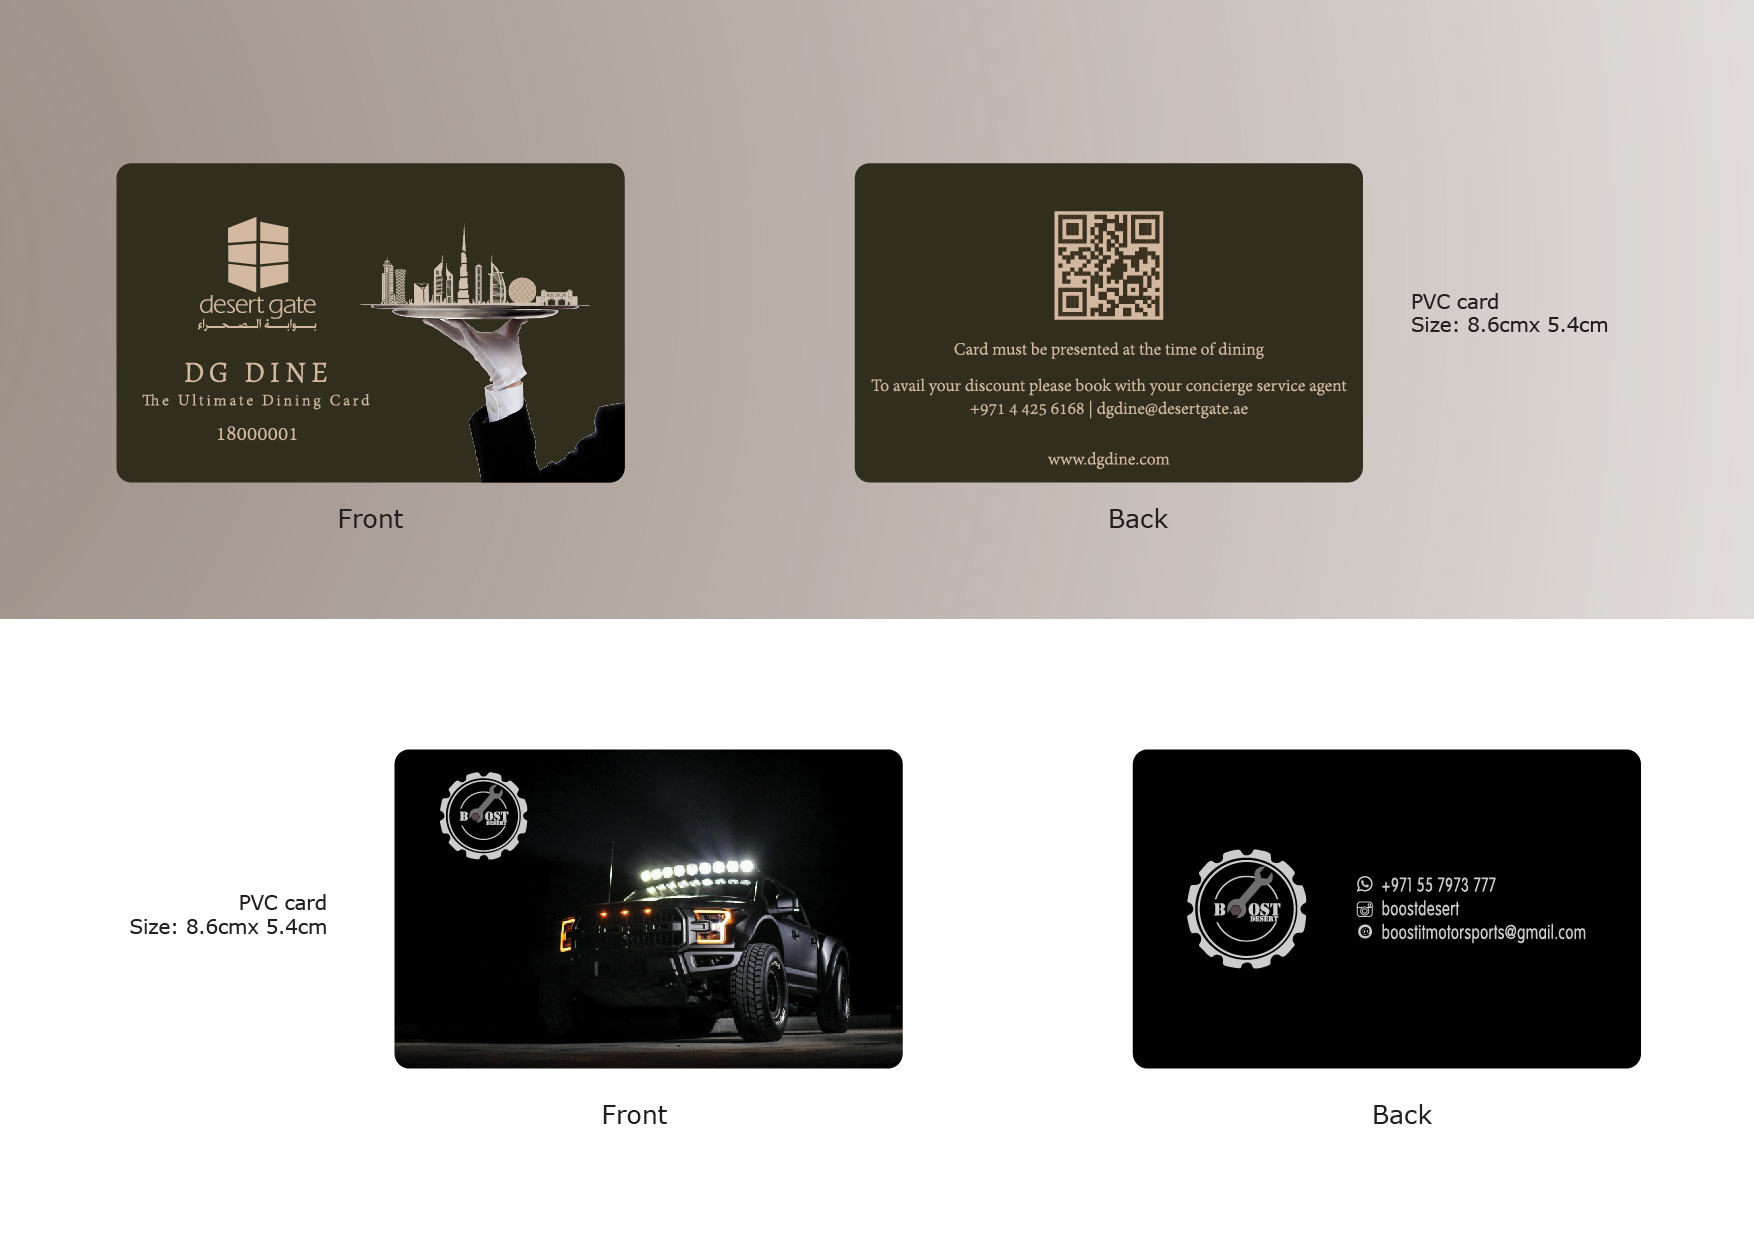 desert gate
بوابة الصحراء
DG DINE
The Ultimate Dining Card
18000001
Front
Card must be presented at the time of dining
To avail your discount please book with your concierge service agent
+971 4 425 6168 | dgdine@desertgate.ae
www.dgdine.com
Back
PVC card
Size: 8.6cmx 5.4cm
PVC card
Size: 8.6cmx 5.4cm
BOOST
DESERT
Front
BOOST
DESERT
+971 55 7973 777
boostdesert
boostitmotorsports@gmail.com
Back